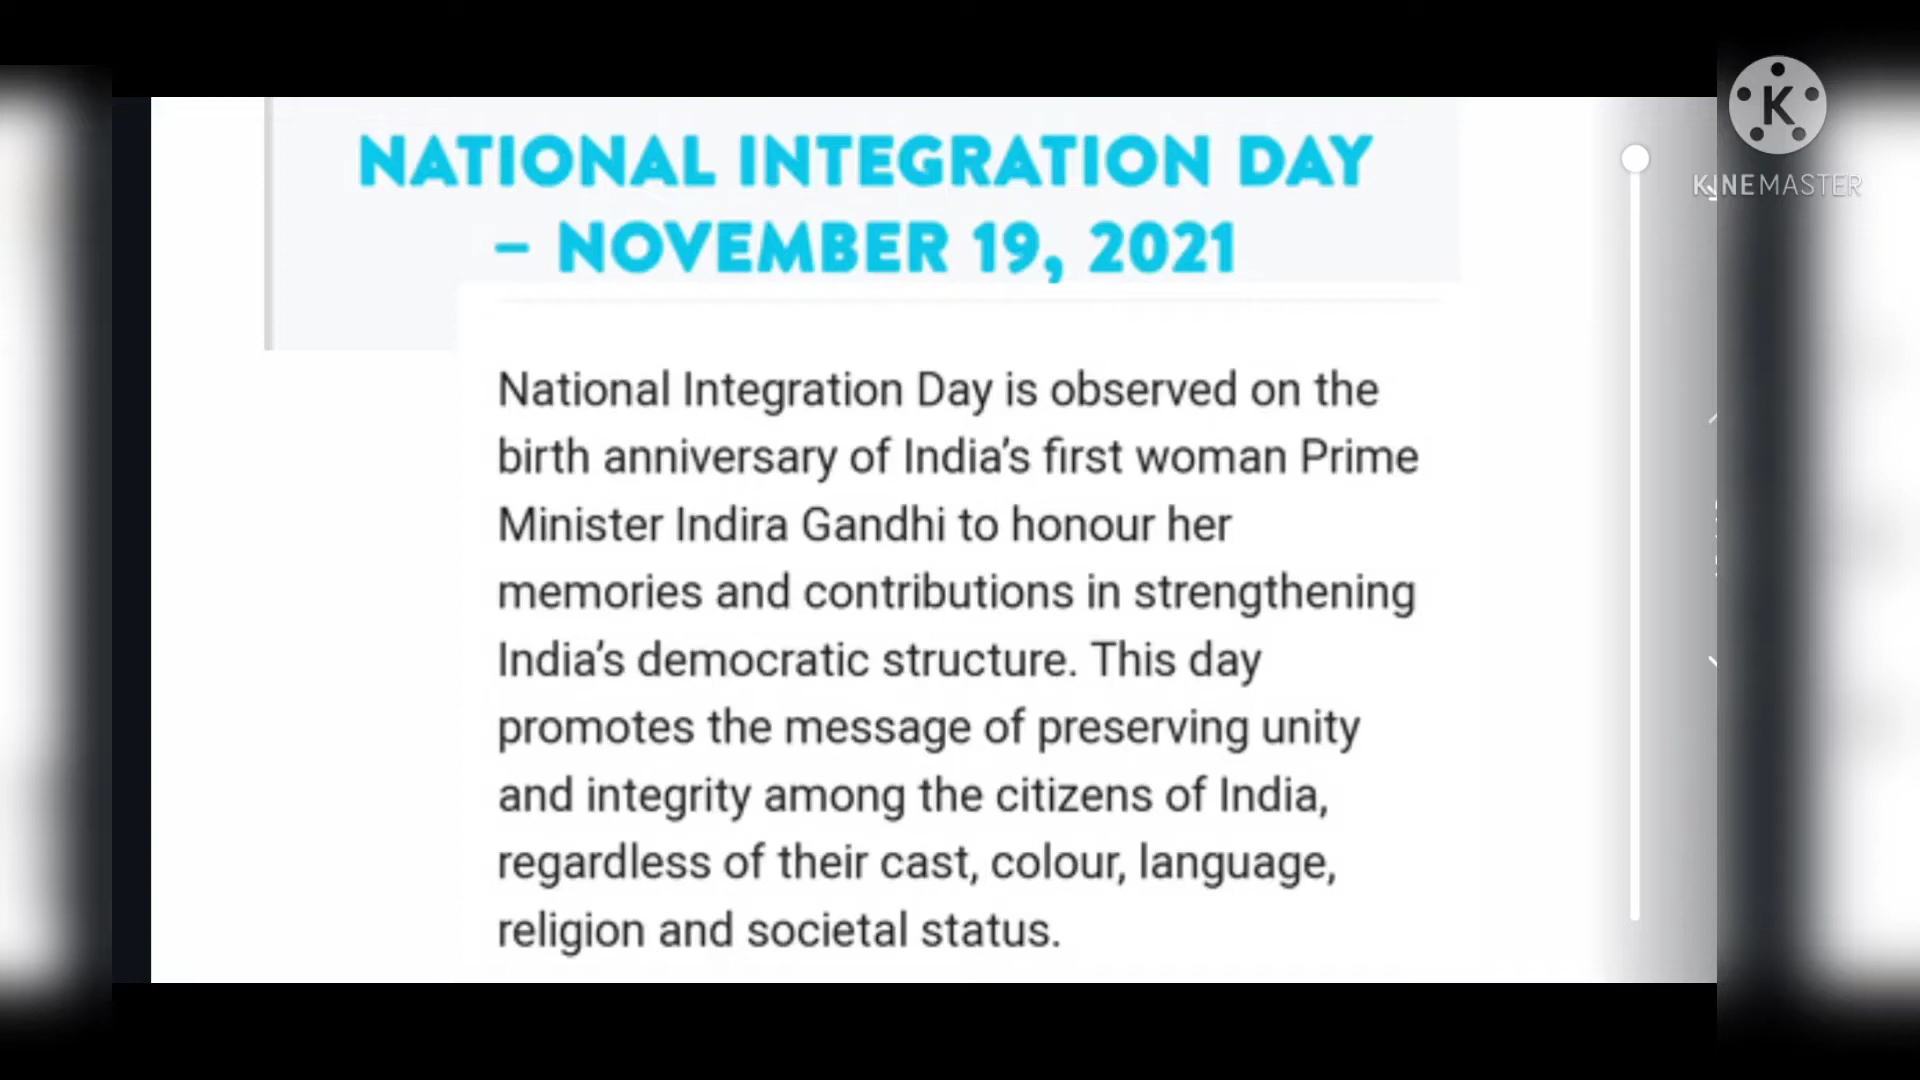 NATIONAL INTEGRATION DAY
– NOVEMBER 19, 2021
National Integration Day is observed on the
birth anniversary of India’s first woman Prime
Minister Indira Gandhi to honour her
memories and contributions in strengthening
India’s democratic structure. This day
promotes the message of preserving unity
and integrity among the citizens of India,
regardless of their cast, colour, language,
religion and societal status.
K
KINEMASTER